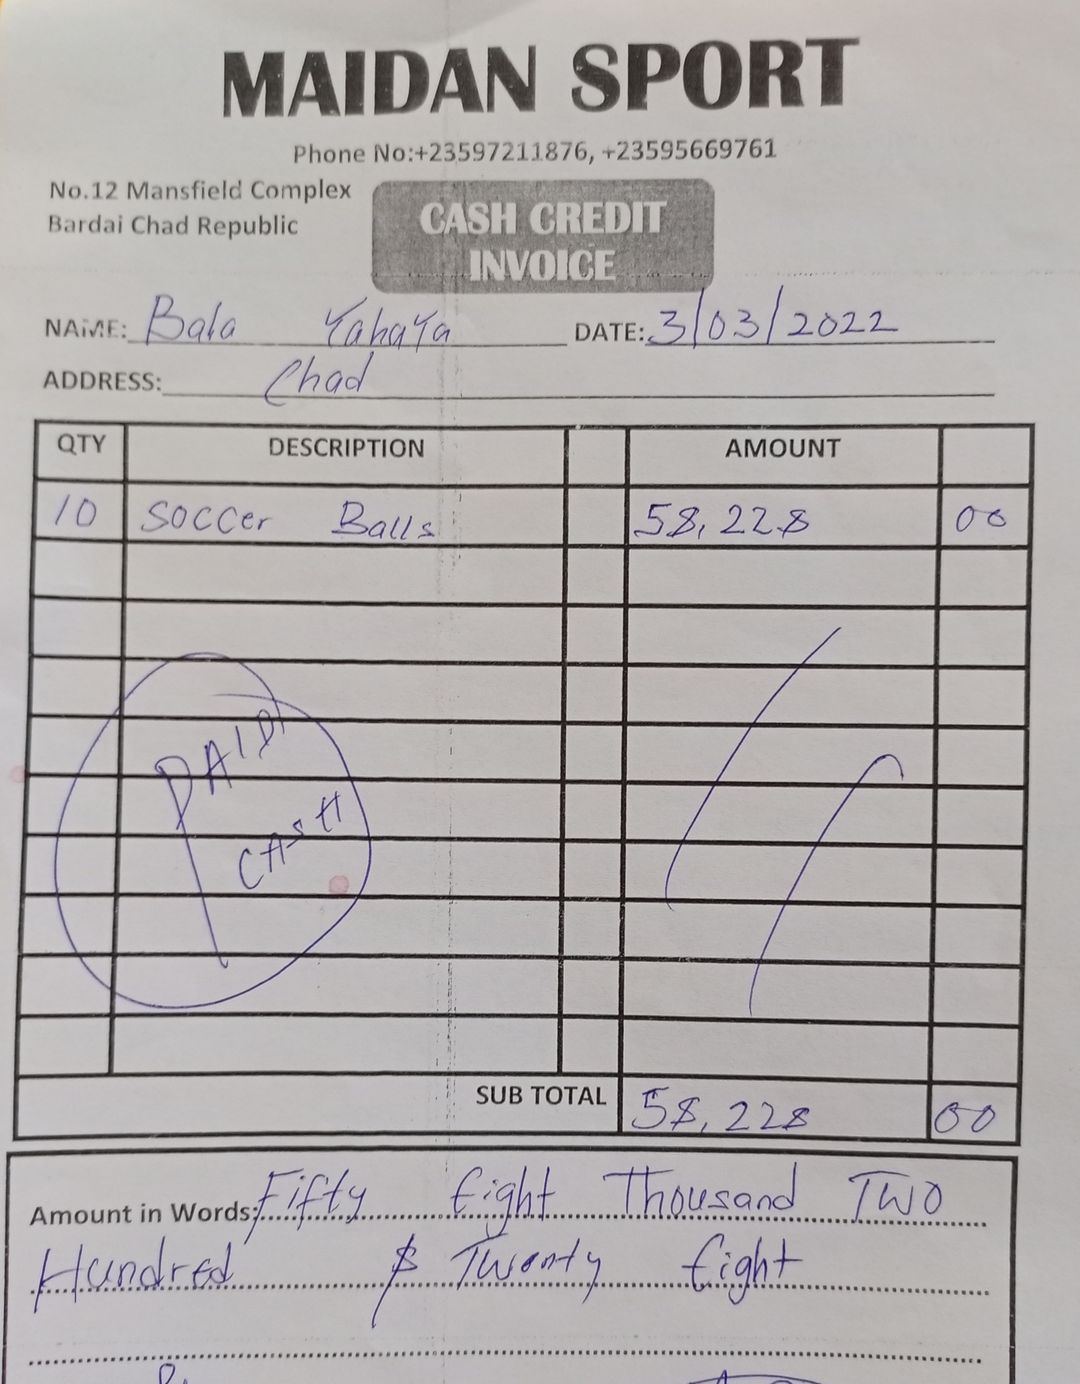 MAIDAN SPORT
Phone No:+23597211876, +23595669761
No.12 Mansfield Complex
Bardai Chad Republic
CASH CREDIT
INVOICE
NAME: Bala Yahaya DATE: 3/03/2022
ADDRESS: Chad
QTY DESCRIPTION AMOUNT
10 Soccer Balls 58,228 00
PAID
CASH
SUB TOTAL 58,228 00
Amount in Words: Fifty Eight Thousand Two
Hundred & Twenty Eight